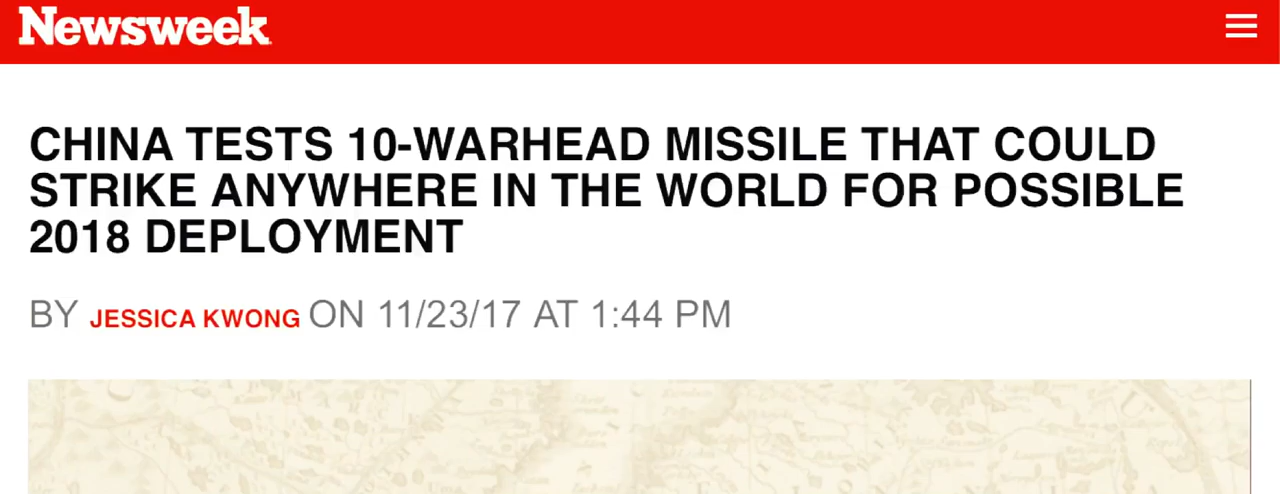 Newsweek
CHINA TESTS 10-WARHEAD MISSILE THAT COULD
STRIKE ANYWHERE IN THE WORLD FOR POSSIBLE
2018 DEPLOYMENT
BY JESSICA KWONG ON 11/23/17 AT 1:44 PM